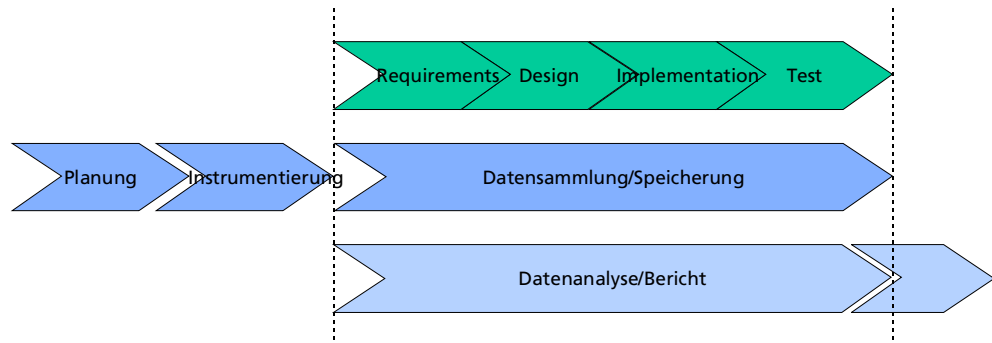 Requirements Design Implementation Test
Planung Instrumentierung Datensammlung/Speicherung
Datenanalyse/Bericht